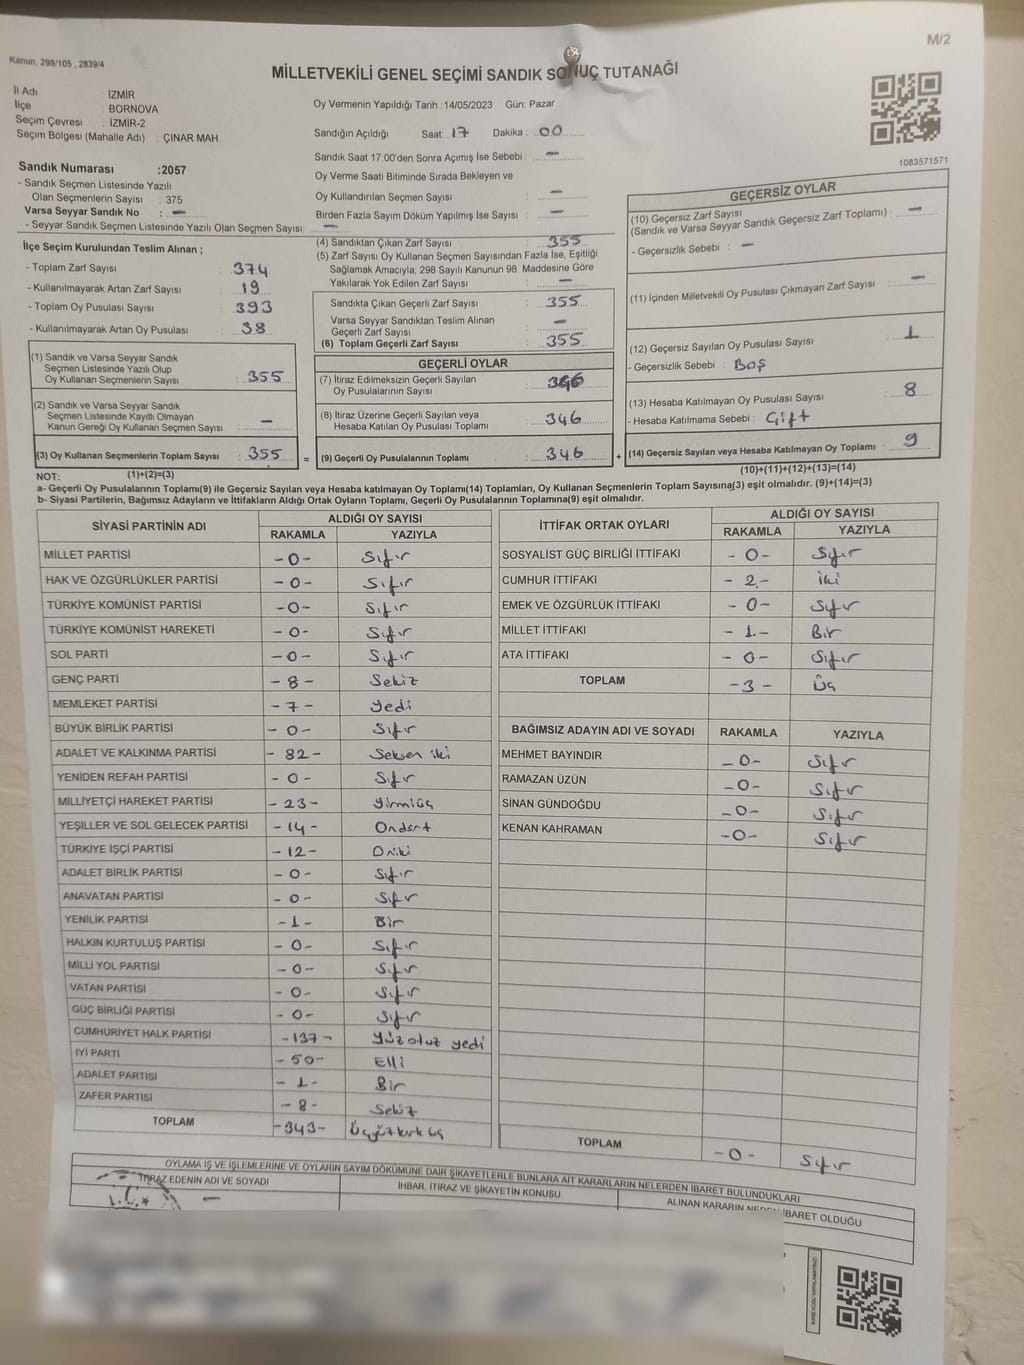 M/2
Kanun; 298/105 , 2839/4
MİLLETVEKİLİ GENEL SEÇİMİ SANDIK SONUÇ TUTANAĞI
İl Adı : İZMİR
İlçe : BORNOVA
Seçim Çevresi : İZMİR-2
Seçim Bölgesi (Mahalle Adı) : ÇINAR MAH.
Oy Vermenin Yapıldığı Tarih :14/05/2023 Gün: Pazar
Sandığın Açıldığı Saat: 17 Dakika : 00
Sandık Saat 17:00'den Sonra Açımış İse Sebebi : —
1083571571
Sandık Numarası :2057
- Sandık Seçmen Listesinde Yazılı
Olan Seçmenlerin Sayısı : 375
Varsa Seyyar Sandık No : —
- Seyyar Sandık Seçmen Listesinde Yazılı Olan Seçmen Sayısı: —
Oy Verme Saati Bitiminde Sırada Bekleyen ve
Oy Kullandırılan Seçmen Sayısı : —
Birden Fazla Sayım Döküm Yapılmış İse Sayısı : —
İlçe Seçim Kurulundan Teslim Alınan ;
- Toplam Zarf Sayısı : 374
- Kullanılmayarak Artan Zarf Sayısı : 19
- Toplam Oy Pusulası Sayısı : 393
- Kullanılmayarak Artan Oy Pusulası : 38
(4) Sandıktan Çıkan Zarf Sayısı : 355
(5) Zarf Sayısı Oy Kullanan Seçmen Sayısından Fazla İse, Eşitliği
Sağlamak Amacıyla; 298 Sayılı Kanunun 98. Maddesine Göre
Yakılarak Yok Edilen Zarf Sayısı : —
Sandıkta Çıkan Geçerli Zarf Sayısı : 355
Varsa Seyyar Sandıktan Teslim Alınan
Geçerli Zarf Sayısı : —
(6) Toplam Geçerli Zarf Sayısı : 355
GEÇERSİZ OYLAR
(10) Geçersiz Zarf Sayısı
(Sandık ve Varsa Seyyar Sandık Geçersiz Zarf Toplamı) : —
- Geçersizlik Sebebi : —
(11) İçinden Milletvekili Oy Pusulası Çıkmayan Zarf Sayısı : —
(12) Geçersiz Sayılan Oy Pusulası Sayısı : 1
- Geçersizlik Sebebi : Boş
(13) Hesaba Katılmayan Oy Pusulası Sayısı : 8
- Hesaba Katılmama Sebebi : Çift
(14) Geçersiz Sayılan veya Hesaba Katılmayan Oy Toplamı : 9
(1) Sandık ve Varsa Seyyar Sandık
Seçmen Listesinde Yazılı Olup
Oy Kullanan Seçmenlerin Sayısı : 355
(2) Sandık ve Varsa Seyyar Sandık
Seçmen Listesinde Kayıtlı Olmayan
Kanun Gereği Oy Kullanan Seçmen Sayısı : —
(3) Oy Kullanan Seçmenlerin Toplam Sayısı : 355 =
GEÇERLİ OYLAR
(7) İtiraz Edilmeksizin Geçerli Sayılan
Oy Pusulalarının Sayısı : 346
(8) İtiraz Üzerine Geçerli Sayılan veya
Hesaba Katılan Oy Pusulası Toplamı : 346
(9) Geçerli Oy Pusulalarının Toplamı : 346 +
NOT: (1)+(2)=(3)
(10)+(11)+(12)+(13)=(14)
a- Geçerli Oy Pusulalarının Toplamı(9) ile Geçersiz Sayılan veya Hesaba katılmayan Oy Toplamı(14) Toplamları, Oy Kullanan Seçmenlerin Toplam Sayısına(3) eşit olmalıdır. (9)+(14)=(3)
b- Siyasi Partilerin, Bağımsız Adayların ve İttifakların Aldığı Ortak Oyların Toplamı, Geçerli Oy Pusulalarının Toplamına(9) eşit olmalıdır.
SİYASİ PARTİNİN ADI ALDIĞI OY SAYISI
RAKAMLA YAZIYLA
MİLLET PARTİSİ -0- Sıfır
HAK VE ÖZGÜRLÜKLER PARTİSİ -0- Sıfır
TÜRKİYE KOMÜNİST PARTİSİ -0- Sıfır
TÜRKİYE KOMÜNİST HAREKETİ -0- Sıfır
SOL PARTİ -0- Sıfır
GENÇ PARTİ -8- Sekiz
MEMLEKET PARTİSİ -7- Yedi
BÜYÜK BİRLİK PARTİSİ -0- Sıfır
ADALET VE KALKINMA PARTİSİ -82- Seksen iki
YENİDEN REFAH PARTİSİ -0- Sıfır
MİLLİYETÇİ HAREKET PARTİSİ -23- Yirmiüç
YEŞİLLER VE SOL GELECEK PARTİSİ -14- Ondört
TÜRKİYE İŞÇİ PARTİSİ -12- Oniki
ADALET BİRLİK PARTİSİ -0- Sıfır
ANAVATAN PARTİSİ -0- Sıfır
YENİLİK PARTİSİ -1- Bir
HALKIN KURTULUŞ PARTİSİ -0- Sıfır
MİLLİ YOL PARTİSİ -0- Sıfır
VATAN PARTİSİ -0- Sıfır
GÜÇ BİRLİĞİ PARTİSİ -0- Sıfır
CUMHURİYET HALK PARTİSİ -137- Yüz otuz yedi
İYİ PARTİ -50- Elli
ADALET PARTİSİ -1- Bir
ZAFER PARTİSİ -8- Sekiz
TOPLAM -343- Üçyüzkırk üç
İTTİFAK ORTAK OYLARI ALDIĞI OY SAYISI
RAKAMLA YAZIYLA
SOSYALİST GÜÇ BİRLİĞİ İTTİFAKI -0- Sıfır
CUMHUR İTTİFAKI -2- İki
EMEK VE ÖZGÜRLÜK İTTİFAKI -0- Sıfır
MİLLET İTTİFAKI -1- Bir
ATA İTTİFAKI -0- Sıfır
TOPLAM -3- Üç
BAĞIMSIZ ADAYIN ADI VE SOYADI RAKAMLA YAZIYLA
MEHMET BAYINDIR -0- Sıfır
RAMAZAN ÜZÜN -0- Sıfır
SİNAN GÜNDOĞDU -0- Sıfır
KENAN KAHRAMAN -0- Sıfır
TOPLAM -0- Sıfır
OYLAMA İŞ VE İŞLEMLERİNE VE OYLARIN SAYIM DÖKÜMÜNE DAİR ŞİKAYETLERLE BUNLARA AİT KARARLARIN NELERDEN İBARET BULUNDUKLARI
İTİRAZ EDENİN ADI VE SOYADI
İHBAR, İTİRAZ VE ŞİKAYETİN KONUSU
ALINAN KARARIN NEDEN İBARET OLDUĞU
—
T.C.